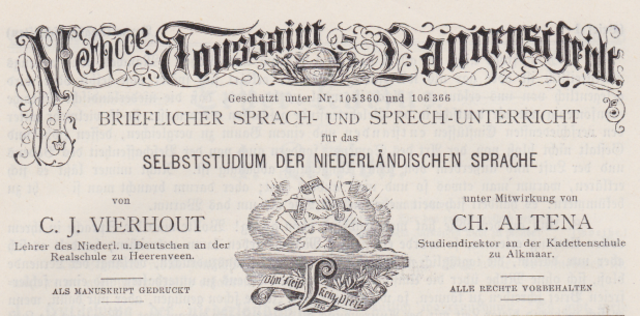 Methode Toussaint Langenscheidt.
Geschützt unter Nr. 105360 und 106366
BRIEFLICHER SPRACH- UND SPRECH-UNTERRICHT
für das
SELBSTSTUDIUM DER NIEDERLÄNDISCHEN SPRACHE
von
C. J. VIERHOUT
Lehrer des Niederl. u. Deutschen an der
Realschule zu Heerenveen.
ALS MANUSKRIPT GEDRUCKT
unter Mitwirkung von
CH. ALTENA
Studiendirektor an der Kadettenschule
zu Alkmaar.
ALLE RECHTE VORBEHALTEN
Ohn' Fleiß
kein Preis
L